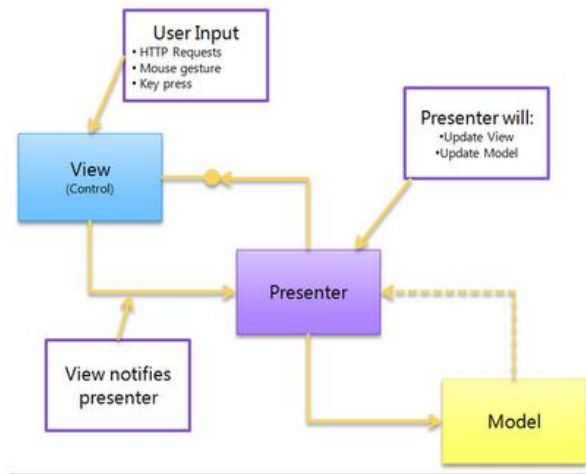 User Input
• HTTP Requests
• Mouse gesture
• Key press
Presenter will:
•Update View
•Update Model
View
(Control)
Presenter
View notifies
presenter
Model